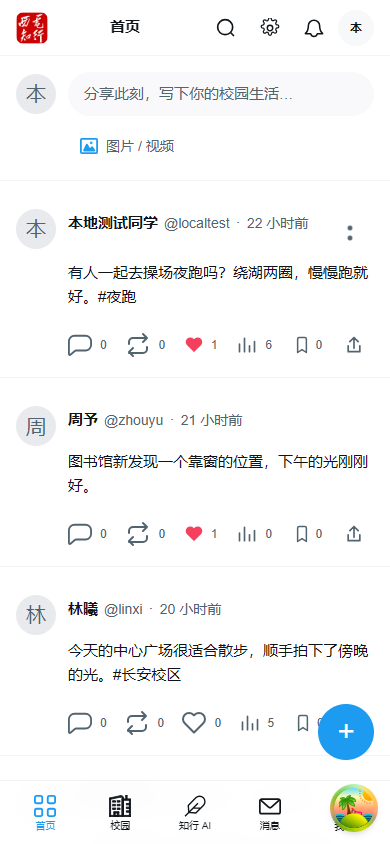 西苑知行
首页
本
本
分享此刻，写下你的校园生活…
图片 / 视频
本
本地测试同学 @localtest · 22 小时前
有人一起去操场夜跑吗？绕湖两圈，慢慢跑就
好。#夜跑
0 0 1 6 0
周
周予 @zhouyu · 21 小时前
图书馆新发现一个靠窗的位置，下午的光刚刚
好。
0 0 1 0 0
林
林曦 @linxi · 20 小时前
今天的中心广场很适合散步，顺手拍下了傍晚
的光。#长安校区
0 0 0 5
首页 校园 知行 AI 消息